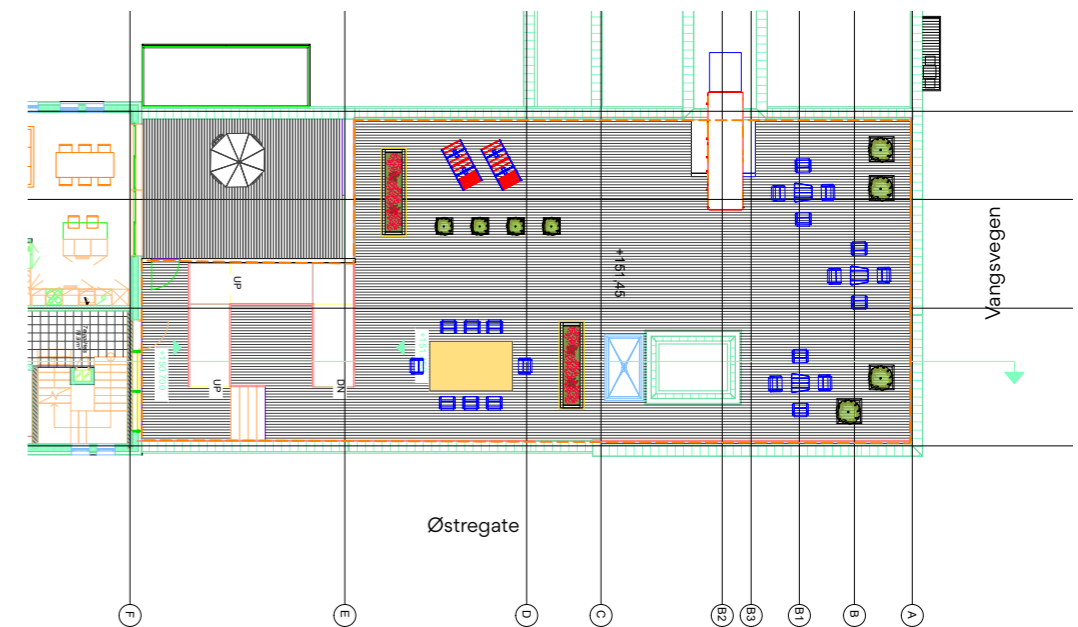 UP
+151,45
Vangsvegen
UP
DN
Østregate
F
E
D
C
B2
B3
B1
B
A